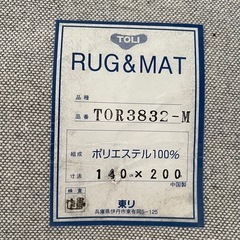 TOLI
RUG&MAT
品種
品番 TOR3832-M
組成 ポリエステル100%
寸法 140×200
中国製
検査
東リ
兵庫県伊丹市東有岡5-125